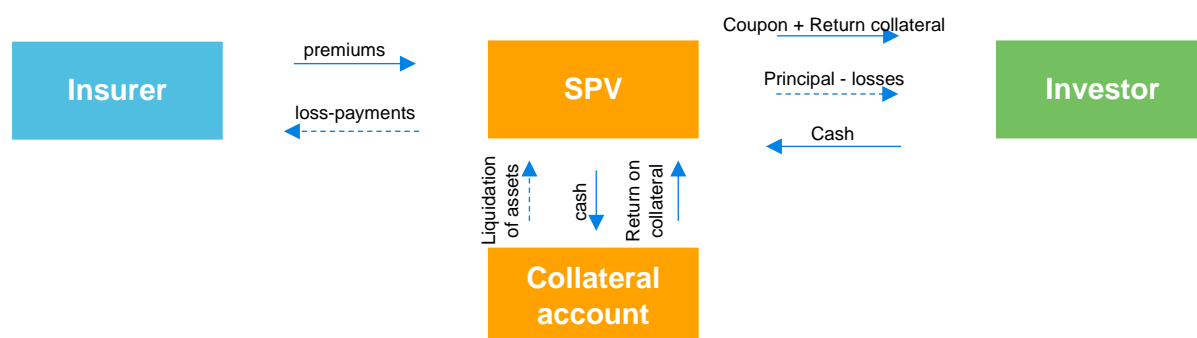 Coupon + Return collateral
premiums
Insurer
SPV
Principal - losses
Investor
loss-payments
Cash
Liquidation
of assets
cash
Return on
collateral
Collateral
account